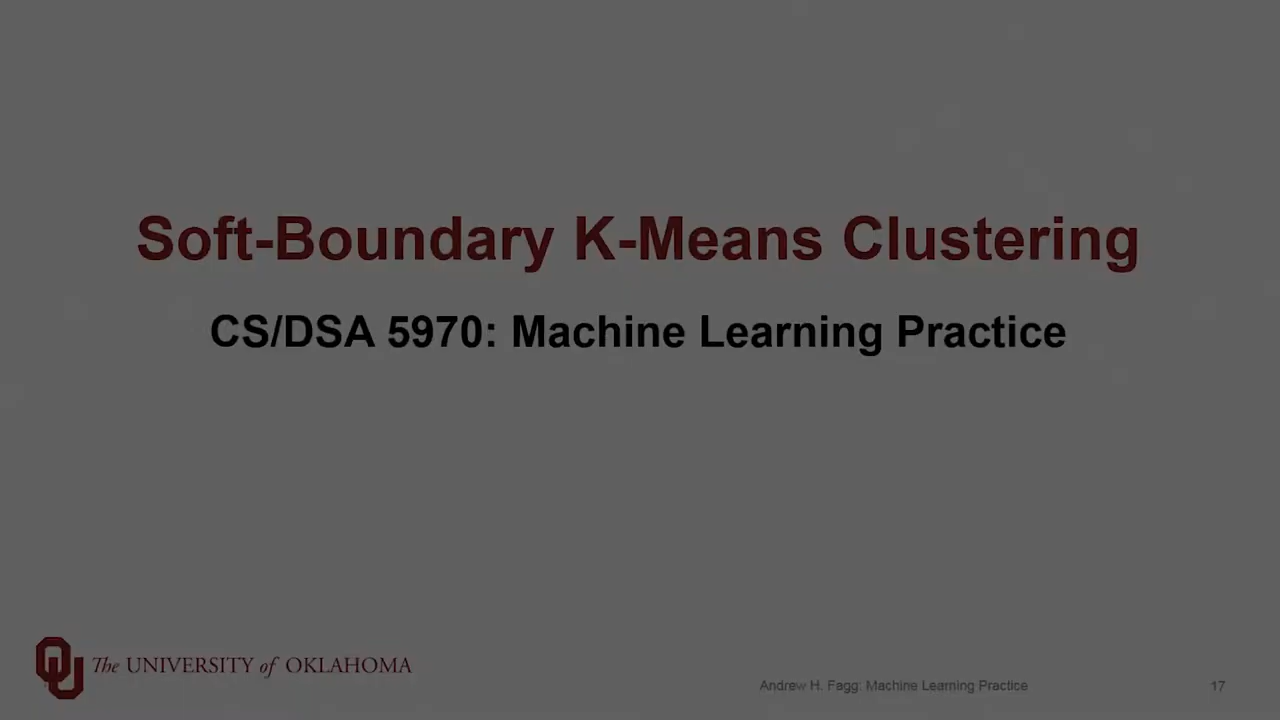 Soft-Boundary K-Means Clustering
CS/DSA 5970: Machine Learning Practice
The UNIVERSITY of OKLAHOMA
Andrew H. Fagg: Machine Learning Practice
17